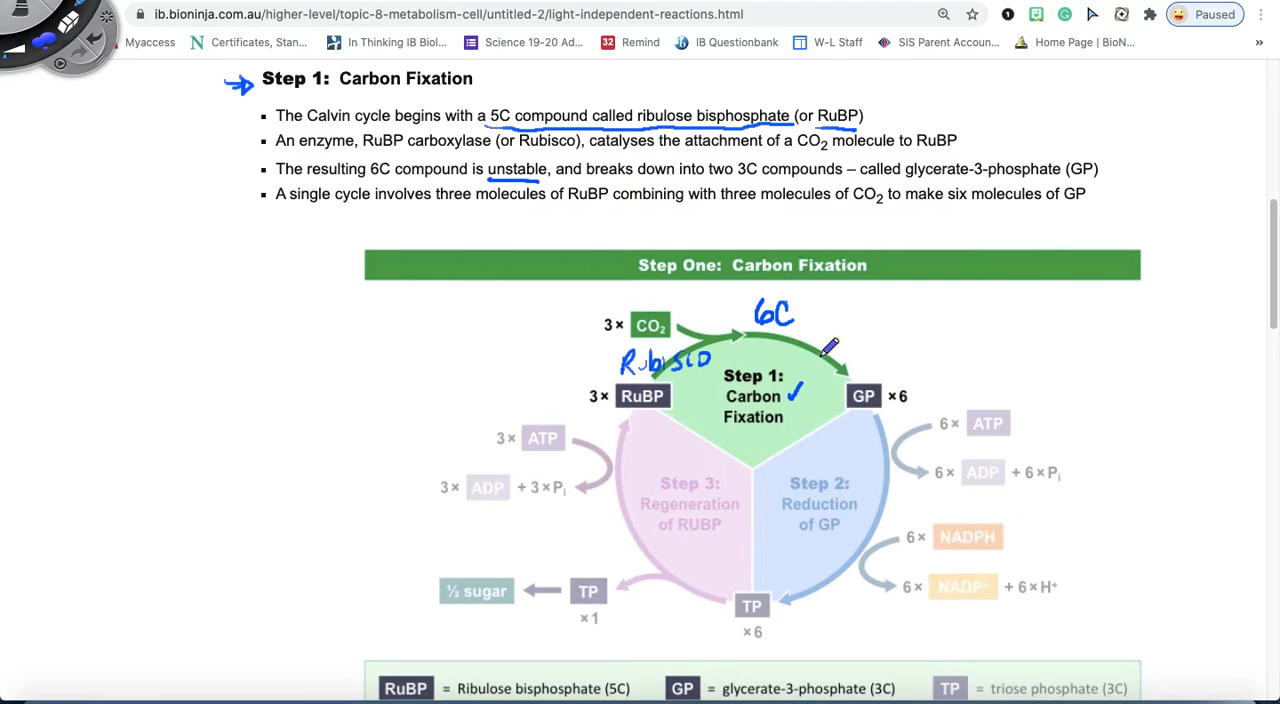 ib.bioninja.com.au/higher-level/topic-8-metabolism-cell/untitled-2/light-independent-reactions.html
Paused
Myaccess
Certificates, Stan...
In Thinking IB Biol...
Science 19-20 Ad...
32 Remind
IB Questionbank
W-L Staff
SIS Parent Accoun...
Home Page | BioN...
»
Step 1: Carbon Fixation
▪ The Calvin cycle begins with a 5C compound called ribulose bisphosphate (or RuBP)
▪ An enzyme, RuBP carboxylase (or Rubisco), catalyses the attachment of a CO₂ molecule to RuBP
▪ The resulting 6C compound is unstable, and breaks down into two 3C compounds – called glycerate-3-phosphate (GP)
▪ A single cycle involves three molecules of RuBP combining with three molecules of CO₂ to make six molecules of GP
Step One: Carbon Fixation
6C
3× CO₂
Rubisco
Step 1:
Carbon
Fixation
3× RuBP
GP ×6
3× ATP
6× ATP
3× ADP + 3×Pᵢ
6× ADP + 6×Pᵢ
Step 3:
Regeneration
of RUBP
Step 2:
Reduction
of GP
6× NADPH
6× NADP⁺ + 6×H⁺
½ sugar
TP
×1
TP
×6
RuBP = Ribulose bisphosphate (5C)
GP = glycerate-3-phosphate (3C)
TP = triose phosphate (3C)